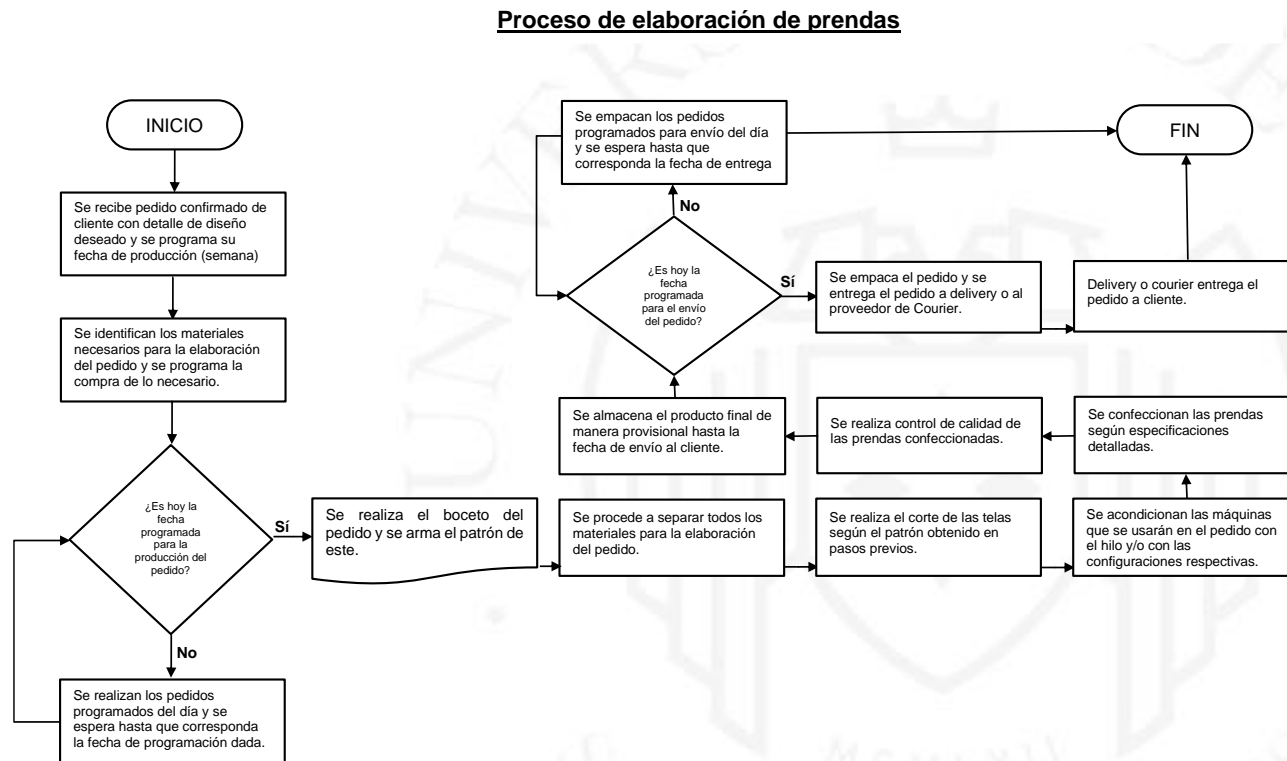 Proceso de elaboración de prendas
INICIO
Se recibe pedido confirmado de
cliente con detalle de diseño
deseado y se programa su
fecha de producción (semana)
Se identifican los materiales
necesarios para la elaboración
del pedido y se programa la
compra de lo necesario.
¿Es hoy la
fecha
programada
para la
producción del
pedido?
No
Se realizan los pedidos
programados del día y se
espera hasta que corresponda
la fecha de programación dada.
Sí
Se realiza el boceto del
pedido y se arma el patrón de
este.
Se procede a separar todos los
materiales para la elaboración
del pedido.
Se realiza el corte de las telas
según el patrón obtenido en
pasos previos.
Se acondicionan las máquinas
que se usarán en el pedido con
el hilo y/o con las
configuraciones respectivas.
Se confeccionan las prendas
según especificaciones
detalladas.
Se realiza control de calidad de
las prendas confeccionadas.
Se almacena el producto final de
manera provisional hasta la
fecha de envío al cliente.
¿Es hoy la
fecha
programada
para el envío
del pedido?
No
Se empacan los pedidos
programados para envío del día
y se espera hasta que
corresponda la fecha de entrega
Sí
Se empaca el pedido y se
entrega el pedido a delivery o al
proveedor de Courier.
Delivery o courier entrega el
pedido a cliente.
FIN